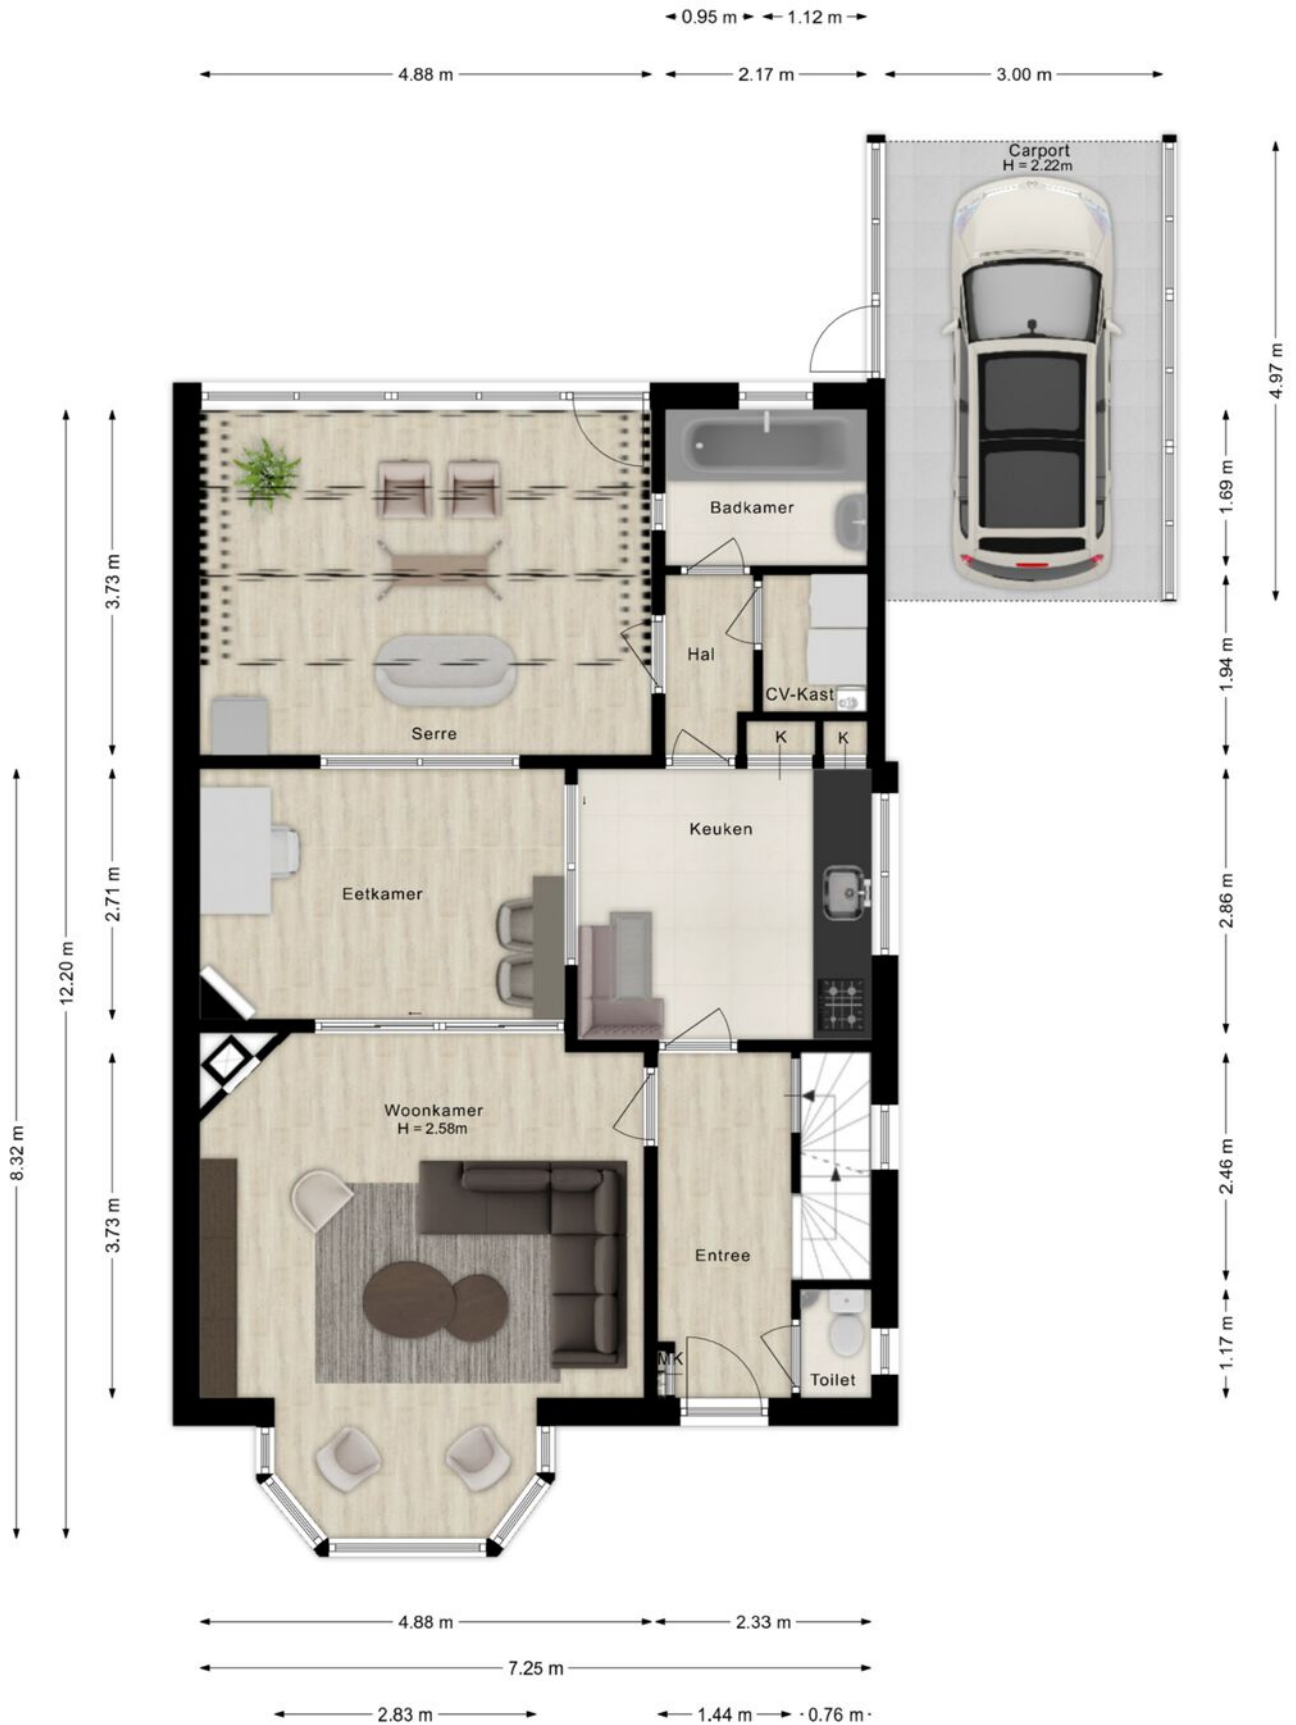 0.95 m
1.12 m
4.88 m
2.17 m
3.00 m
Carport
H = 2.22m
4.97 m
3.73 m
1.69 m
Badkamer
Hal
1.94 m
CV-Kast
Serre
K
K
12.20 m
8.32 m
2.71 m
Keuken
Eetkamer
2.86 m
3.73 m
Woonkamer
H = 2.58m
2.46 m
Entree
MK
Toilet
1.17 m
4.88 m
2.33 m
7.25 m
2.83 m
1.44 m
0.76 m